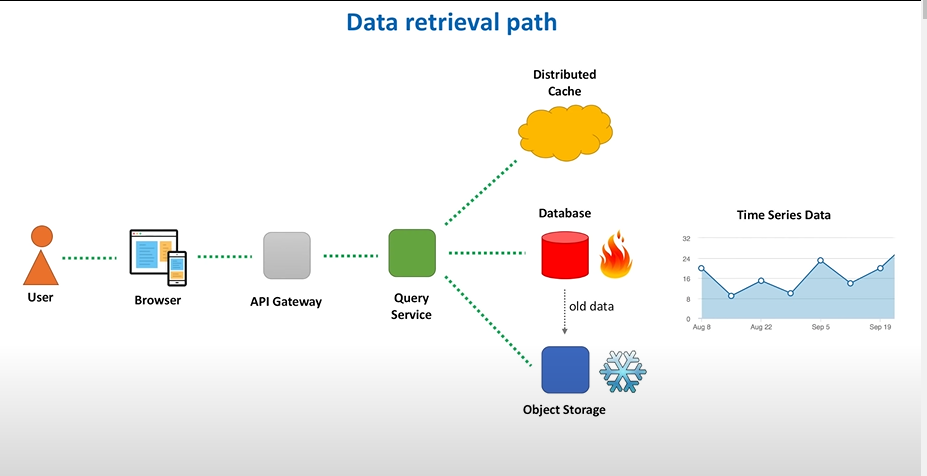 Data retrieval path
Distributed
Cache
Database
Time Series Data
User
Browser
API Gateway
Query
Service
old data
Object Storage
32
24
16
8
0
Aug 8
Aug 22
Sep 5
Sep 19